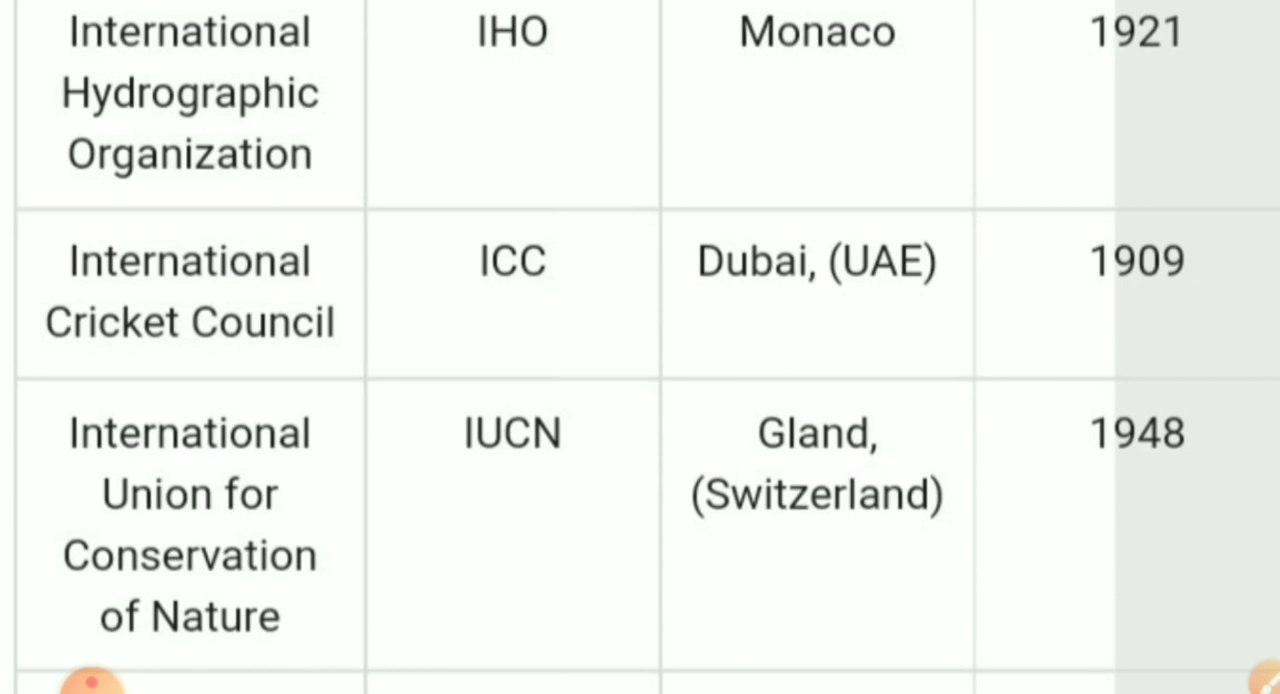 International IHO Monaco 1921
Hydrographic
Organization
International ICC Dubai, (UAE) 1909
Cricket Council
International IUCN Gland, 1948
Union for (Switzerland)
Conservation
of Nature